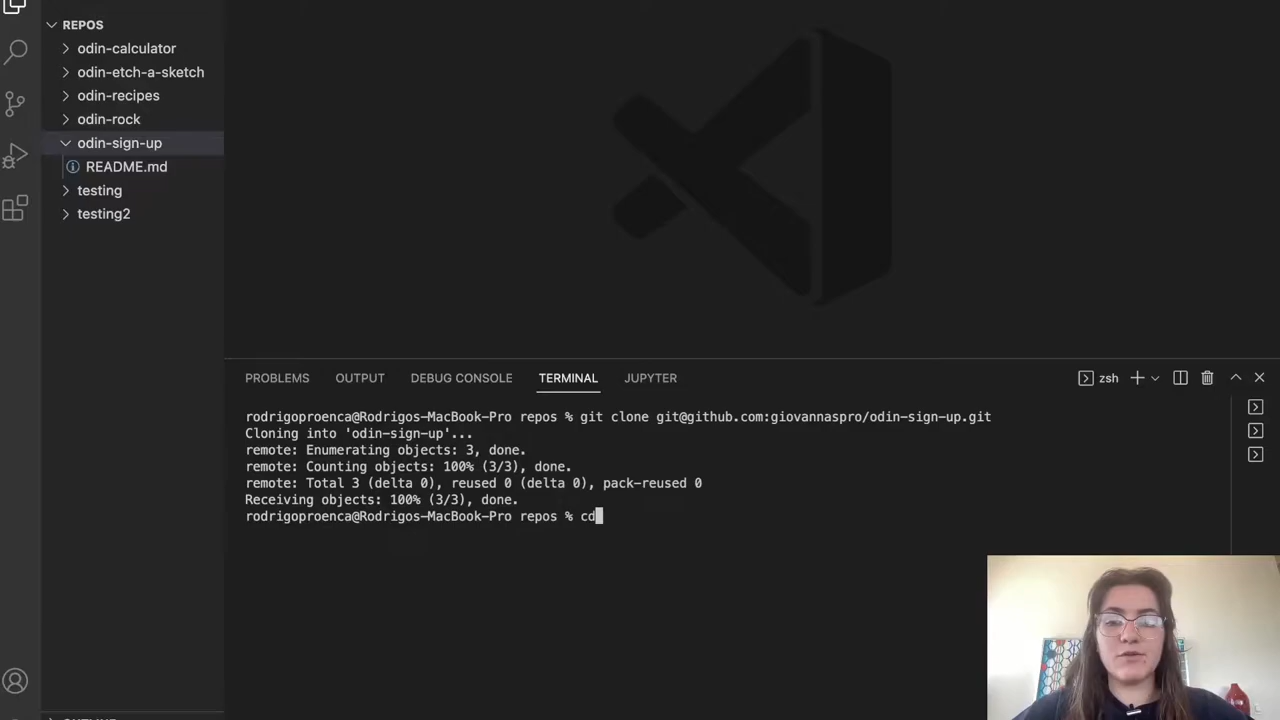 REPOS
odin-calculator
odin-etch-a-sketch
odin-recipes
odin-rock
odin-sign-up
README.md
testing
testing2
PROBLEMS OUTPUT DEBUG CONSOLE TERMINAL JUPYTER zsh
rodrigoproenca@Rodrigos-MacBook-Pro repos % git clone git@github.com:giovannaspro/odin-sign-up.git
Cloning into 'odin-sign-up'...
remote: Enumerating objects: 3, done.
remote: Counting objects: 100% (3/3), done.
remote: Total 3 (delta 0), reused 0 (delta 0), pack-reused 0
Receiving objects: 100% (3/3), done.
rodrigoproenca@Rodrigos-MacBook-Pro repos % cd